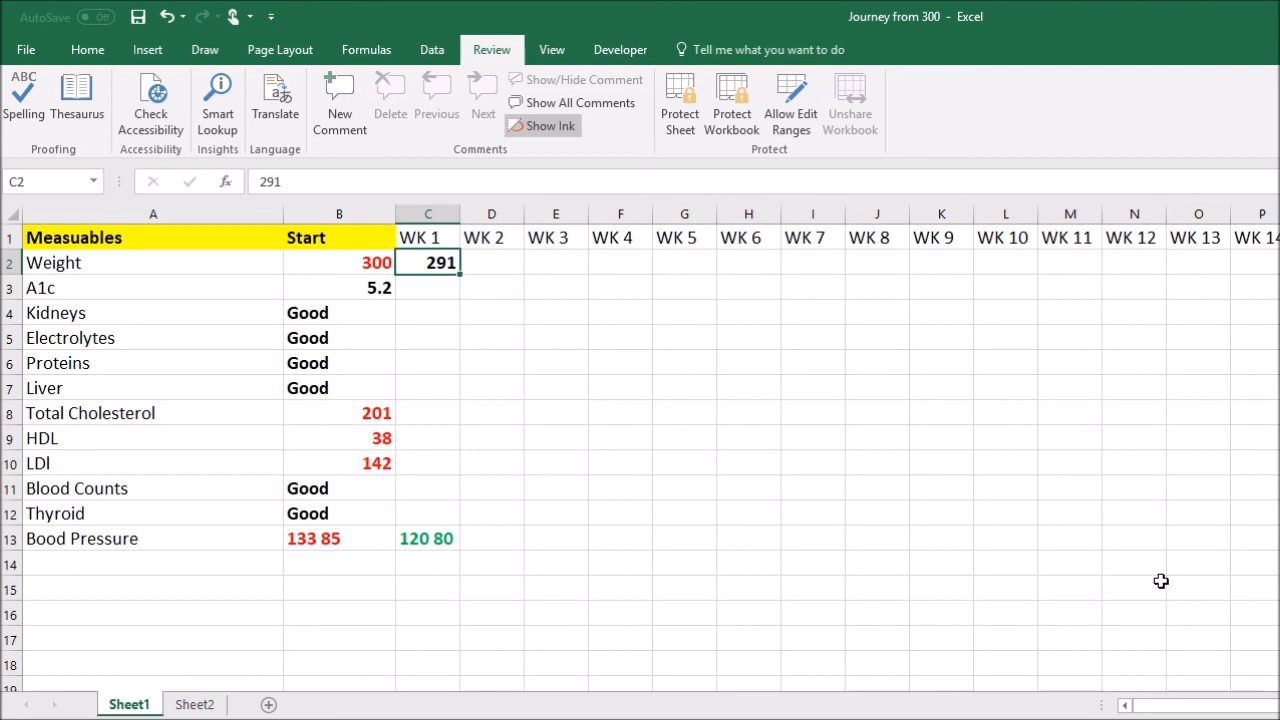 AutoSave Off
Journey from 300 - Excel
File Home Insert Draw Page Layout Formulas Data Review View Developer Tell me what you want to do
ABC
Spelling Thesaurus
Proofing
Check Accessibility
Accessibility
Smart Lookup
Insights
Translate
Language
New Comment
Delete Previous Next
Show/Hide Comment
Show All Comments
Show Ink
Comments
Protect Sheet
Protect Workbook
Allow Edit Ranges
Unshare Workbook
Protect
C2 fx 291
A B C D E F G H I J K L M N O P
1 Measuables Start WK 1 WK 2 WK 3 WK 4 WK 5 WK 6 WK 7 WK 8 WK 9 WK 10 WK 11 WK 12 WK 13 WK 14
2 Weight 300 291
3 A1c 5.2
4 Kidneys Good
5 Electrolytes Good
6 Proteins Good
7 Liver Good
8 Total Cholesterol 201
9 HDL 38
10 LDl 142
11 Blood Counts Good
12 Thyroid Good
13 Bood Pressure 133 85 120 80
14
15
16
17
18
19
Sheet1 Sheet2